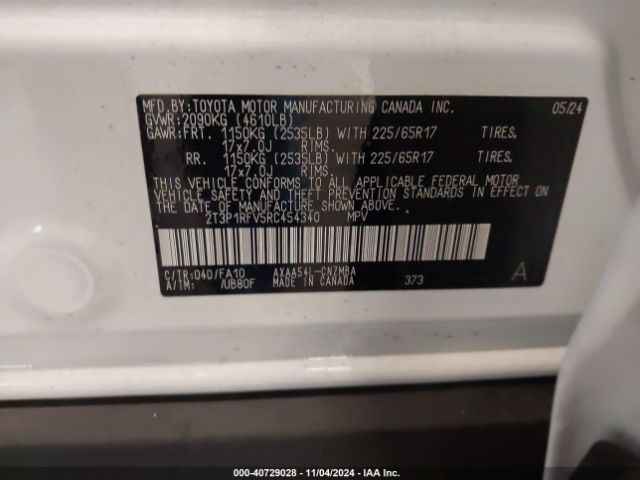 MFD.BY:TOYOTA MOTOR MANUFACTURING CANADA INC. 05/24
GVWR:2090KG (4610LB)
GAWR:FRT. 1150KG (2535LB) WITH 225/65R17 TIRES,
17x7.0J RIMS.
RR. 1150KG (2535LB) WITH 225/65R17 TIRES,
17x7.0J RIMS.
THIS VEHICLE CONFORMS TO ALL APPLICABLE FEDERAL MOTOR
VEHICLE SAFETY AND THEFT PREVENTION STANDARDS IN EFFECT ON
THE DATE OF MANUFACTURE SHOWN ABOVE.
2T3P1RFV5RC454340 MPV
C/TR:040/FA10 AXAA54L-CNZMBA 373 A
A/TM: /UB80F MADE IN CANADA
000-40729028 - 11/04/2024 - IAA Inc.